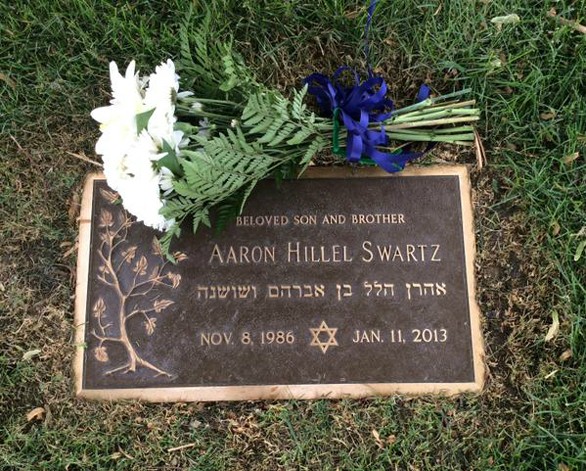 BELOVED SON AND BROTHER
AARON HILLEL SWARTZ
אהרן הלל בן אברהם ושושנה
NOV. 8, 1986 JAN. 11, 2013